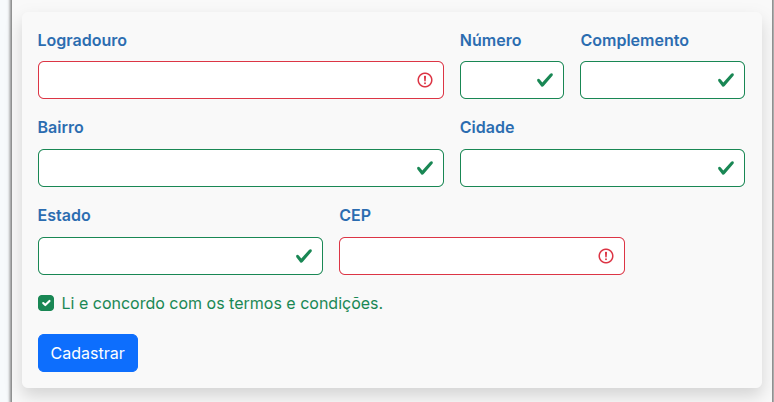 Logradouro Número Complemento
Bairro Cidade
Estado CEP
Li e concordo com os termos e condições.
Cadastrar